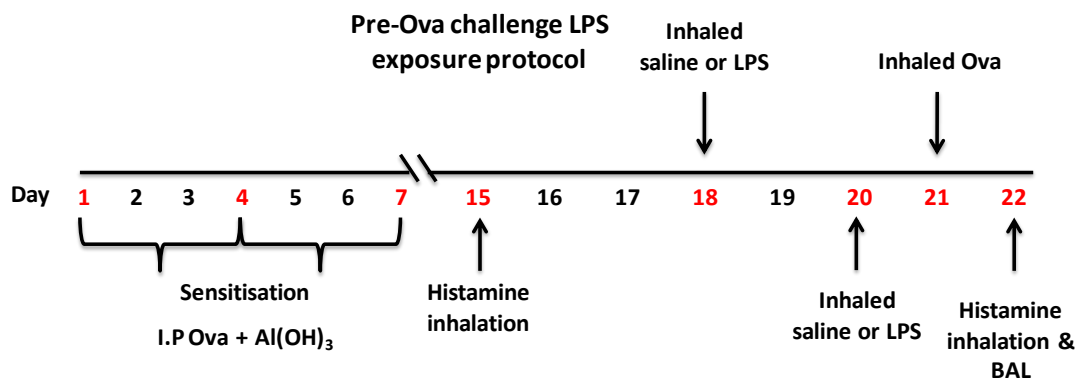 Pre-Ova challenge LPS
exposure protocol
Inhaled
saline or LPS
Inhaled Ova
Day 1 2 3 4 5 6 7 15 16 17 18 19 20 21 22
Sensitisation
I.P Ova + Al(OH)₃
Histamine
inhalation
Inhaled
saline or LPS
Histamine
inhalation &
BAL